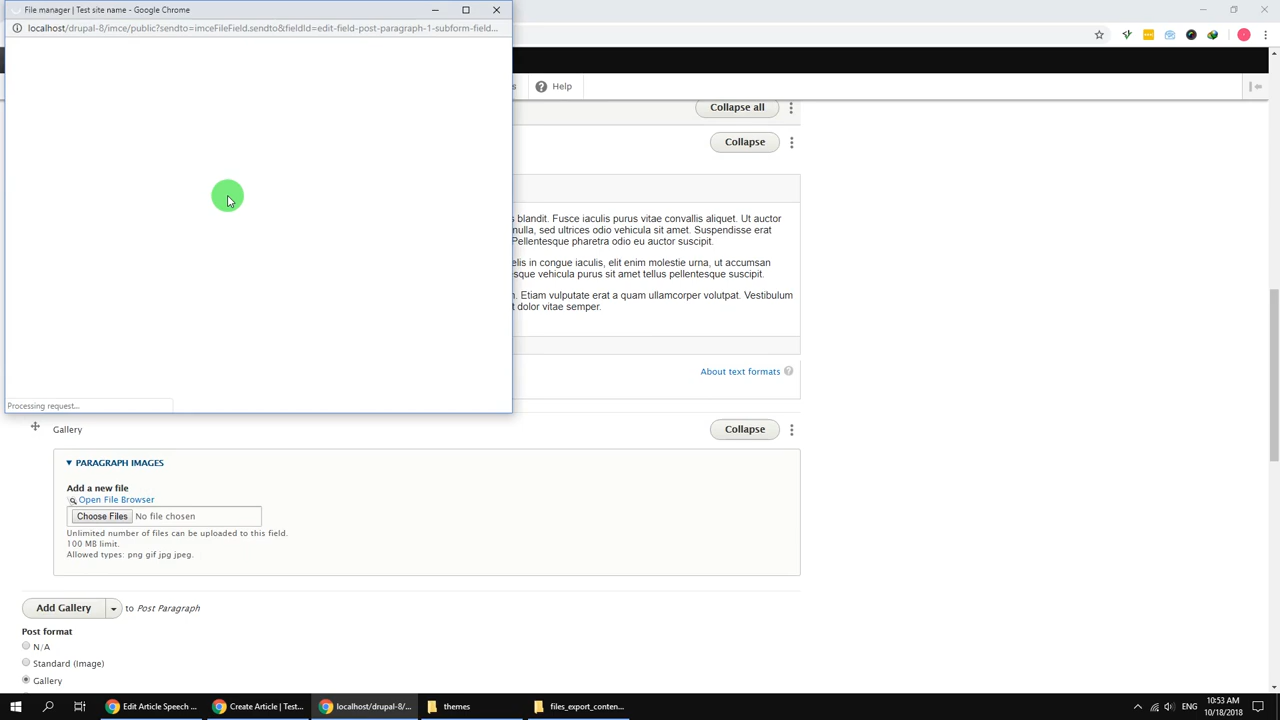 File manager | Test site name - Google Chrome
localhost/drupal-8/imce/public?sendto=imceFileField.sendto&fieldId=edit-field-post-paragraph-1-subform-field...
s
Help
Collapse all
Collapse
s blandit. Fusce iaculis purus vitae convallis aliquet. Ut auctor
nulla, sed ultrices odio vehicula sit amet. Suspendisse erat
Pellentesque pharetra odio eu auctor suscipit.
elis in congue iaculis, elit enim molestie urna, ut accumsan
sque vehicula purus sit amet tellus pellentesque suscipit.
n. Etiam vulputate erat a quam ullamcorper volutpat. Vestibulum
t dolor vitae semper.
About text formats
Processing request...
Gallery
Collapse
PARAGRAPH IMAGES
Add a new file
Open File Browser
Choose Files No file chosen
Unlimited number of files can be uploaded to this field.
100 MB limit.
Allowed types: png gif jpg jpeg.
Add Gallery to Post Paragraph
Post format
N/A
Standard (Image)
Gallery
Edit Article Speech ...
Create Article | Test...
localhost/drupal-8/...
themes
files_export_conten...
ENG
10:53 AM
10/18/2018